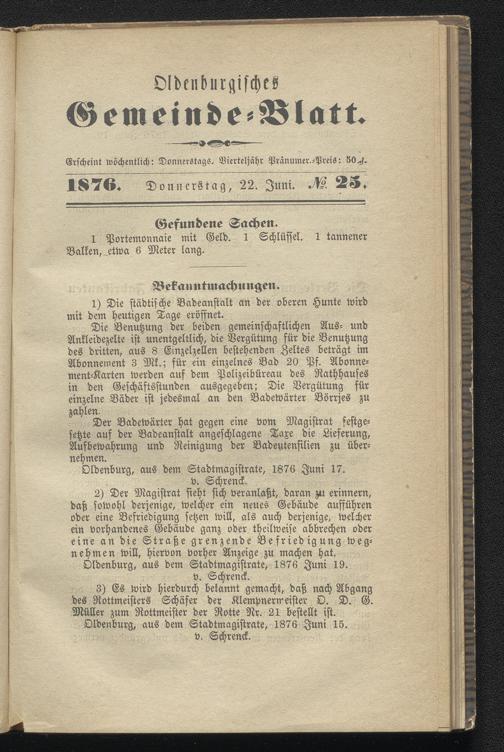 Oldenburgisches
Gemeinde-Blatt.
Erscheint wöchentlich: Donnerstags. Vierteljähr Pränumer.-Preis: 50 ₰.
1876. Donnerstag, 22. Juni. № 25.
Gefundene Sachen.
1 Portemonnaie mit Geld. 1 Schlüssel. 1 tannener
Balken, etwa 6 Meter lang.
Bekanntmachungen.
1) Die städtische Badeanstalt an der oberen Hunte wird
mit dem heutigen Tage eröffnet.
Die Benutzung der beiden gemeinschaftlichen Aus- und
Ankleidezelte ist unentgeltlich, die Vergütung für die Benutzung
des dritten, aus 8 Einzelzellen bestehenden Zeltes beträgt im
Abonnement 3 Mk.; für ein einzelnes Bad 20 Pf. Abonne-
ment-Karten werden auf dem Polizeibüreau des Rathhauses
in den Geschäftsstunden ausgegeben; Die Vergütung für
einzelne Bäder ist jedesmal an den Badewärter Börrjes zu
zahlen.
Der Badewärter hat gegen eine vom Magistrat festge-
setzte auf der Badeanstalt angeschlagene Taxe die Lieferung,
Aufbewahrung und Reinigung der Badeutensilien zu über-
nehmen.
Oldenburg, aus dem Stadtmagistrate, 1876 Juni 17.
v. Schrenck.
2) Der Magistrat sieht sich veranlaßt, daran zu erinnern,
daß sowohl derjenige, welcher ein neues Gebäude aufführen
oder eine Befriedigung setzen will, als auch derjenige, welcher
ein vorhandenes Gebäude ganz oder theilweise abbrechen oder
eine an die Straße grenzende Befriedigung weg-
nehmen will, hiervon vorher Anzeige zu machen hat.
Oldenburg, aus dem Stadtmagistrate, 1876 Juni 19.
v. Schrenck.
3) Es wird hierdurch bekannt gemacht, daß nach Abgang
des Rottmeisters Schäfer der Klempnermeister O. D. G.
Müller zum Rottmeister der Rotte Nr. 21 bestellt ist.
Oldenburg, aus dem Stadtmagistrate, 1876 Juni 15.
v. Schrenck.